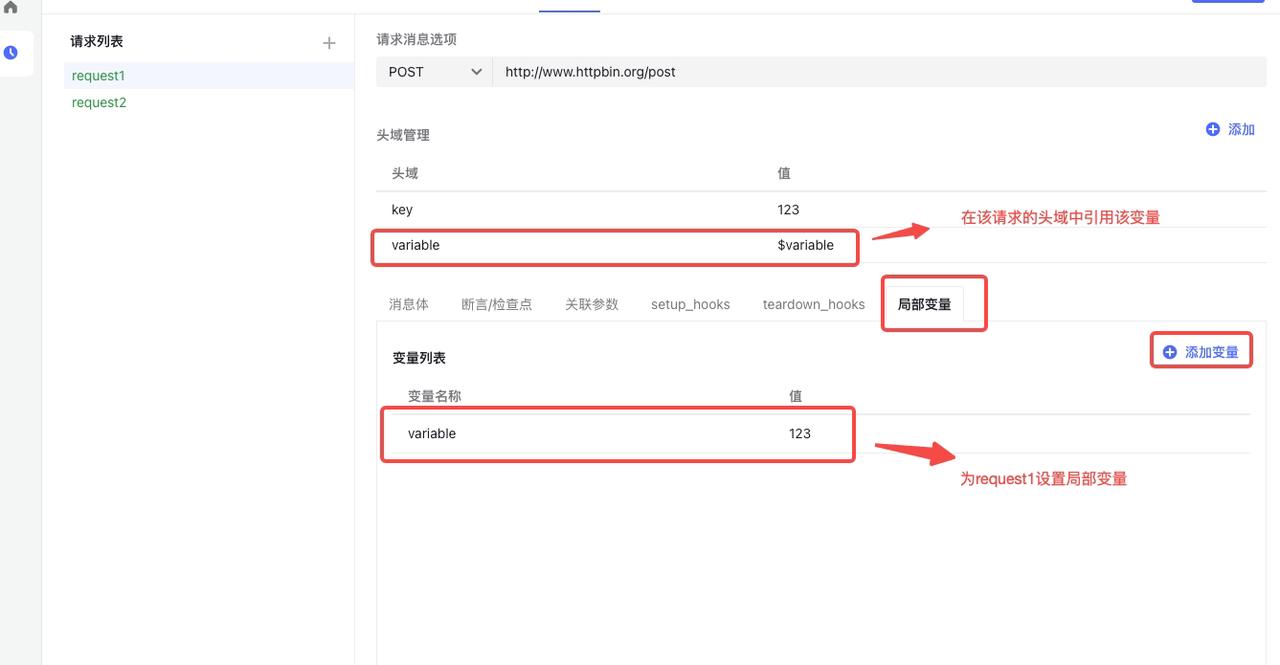 请求列表
request1
request2
请求消息选项
POST http://www.httpbin.org/post
头域管理 添加
头域 值
key 123
在该请求的头域中引用该变量
variable $variable
消息体 断言/检查点 关联参数 setup_hooks teardown_hooks 局部变量
变量列表 添加变量
变量名称 值
variable 123
为request1设置局部变量